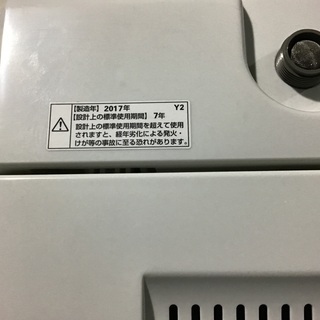 【製造年】2017年 Y2
【設計上の標準使用期間】7年
設計上の標準使用期間を超えて使用
されますと、経年劣化による発火・
けが等の事故に至る恐れがあります。